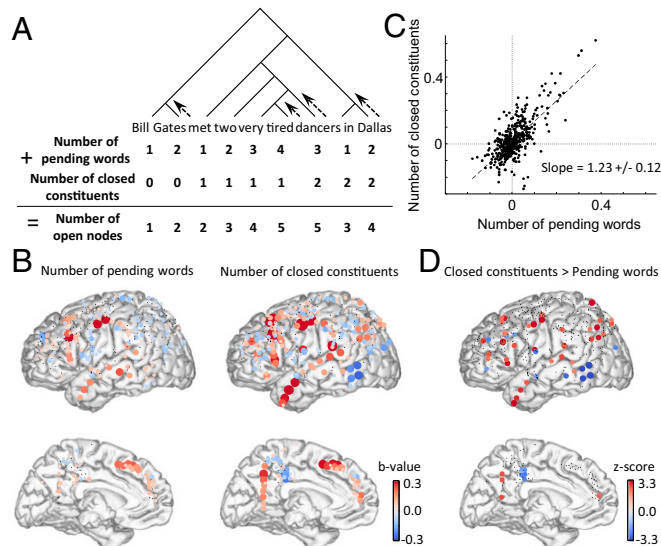 A
Bill Gates met two very tired dancers in Dallas
+ Number of pending words 1 2 1 2 3 4 3 1 2
Number of closed constituents 0 0 1 1 1 1 2 2 2
= Number of open nodes 1 2 2 3 4 5 5 3 4
C
Number of closed constituents
0.4
0
Slope = 1.23 +/- 0.12
0 0.4
Number of pending words
B
Number of pending words
Number of closed constituents
b-value
0.3
0.0
-0.3
D
Closed constituents > Pending words
z-score
3.3
0.0
-3.3